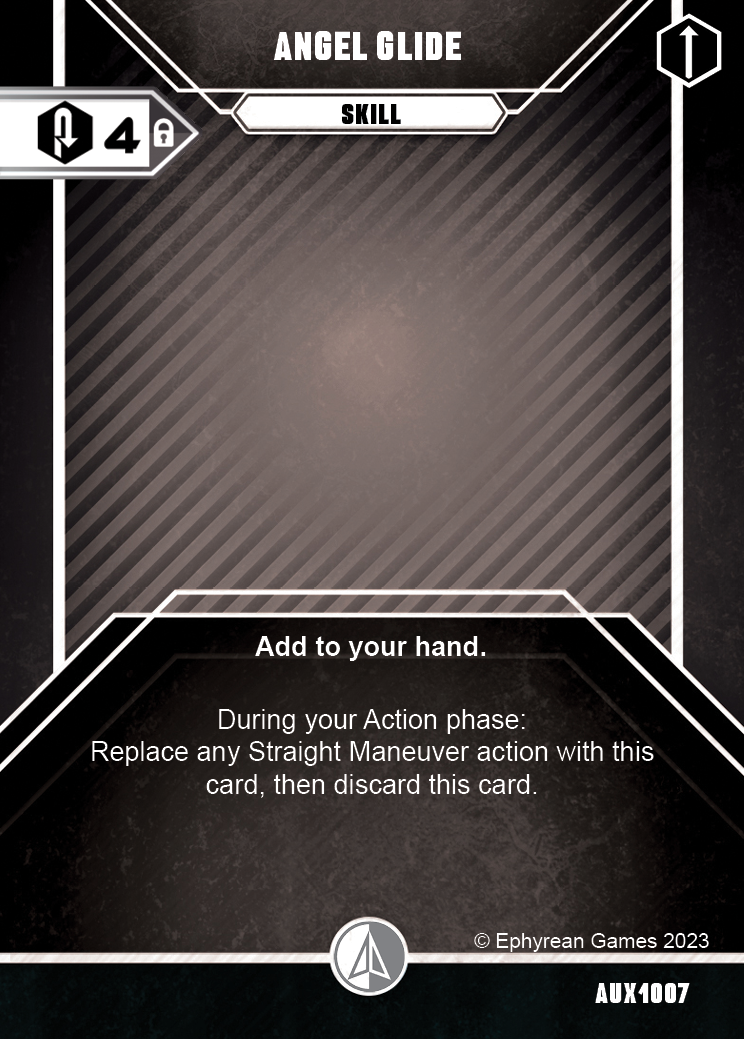 ANGEL GLIDE
SKILL
4
Add to your hand.
During your Action phase:
Replace any Straight Maneuver action with this
card, then discard this card.
© Ephyrean Games 2023
AUX1007